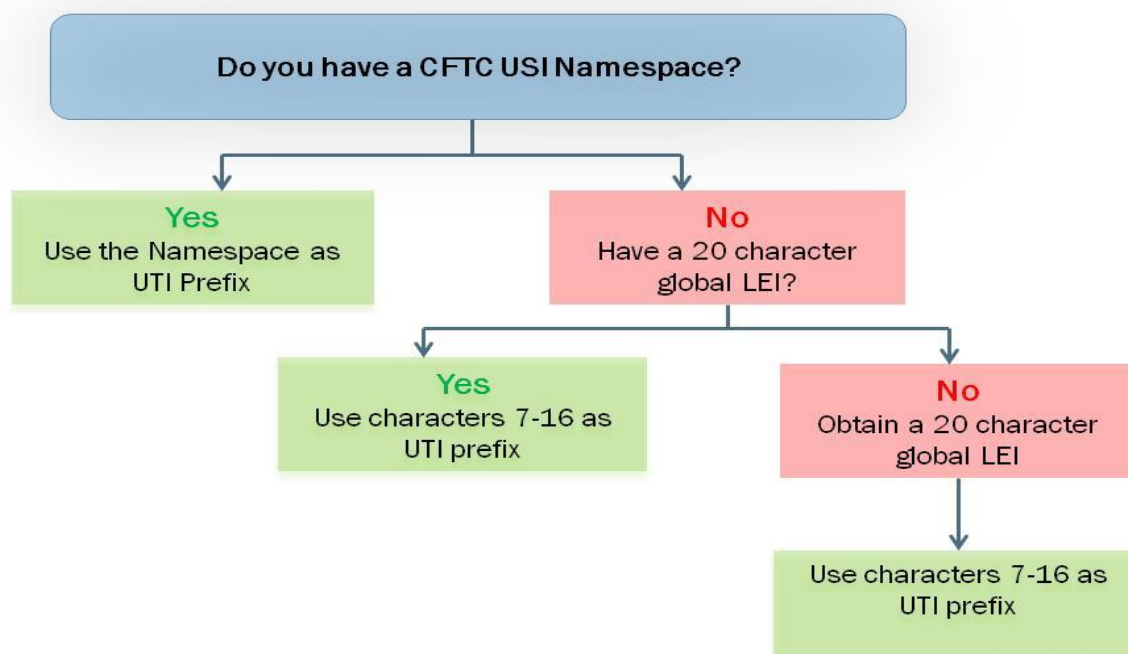 Do you have a CFTC USI Namespace?
Yes
Use the Namespace as
UTI Prefix
No
Have a 20 character
global LEI?
Yes
Use characters 7-16 as
UTI prefix
No
Obtain a 20 character
global LEI
Use characters 7-16 as
UTI prefix